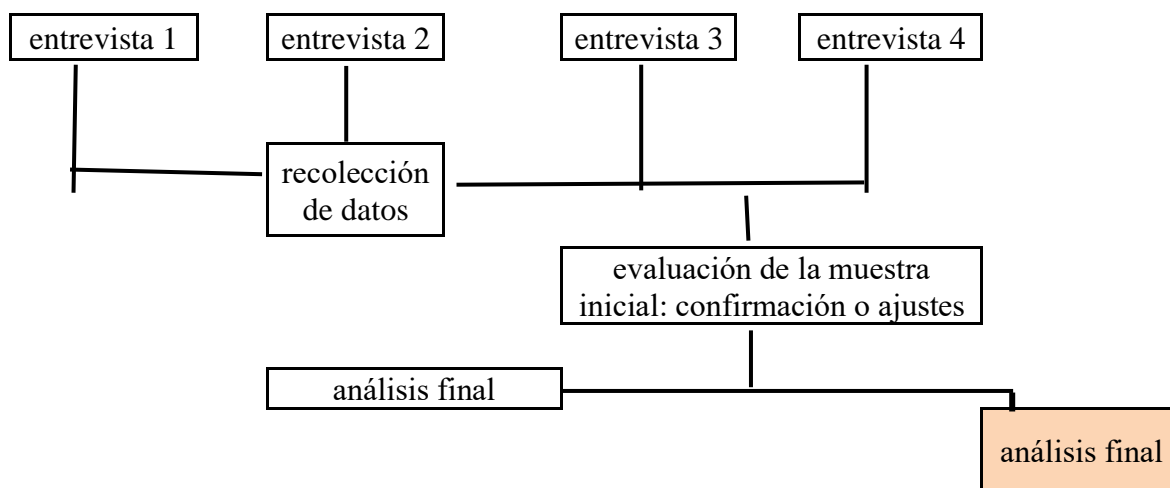 entrevista 1
entrevista 2
entrevista 3
entrevista 4
recolección
de datos
evaluación de la muestra
inicial: confirmación o ajustes
análisis final
análisis final